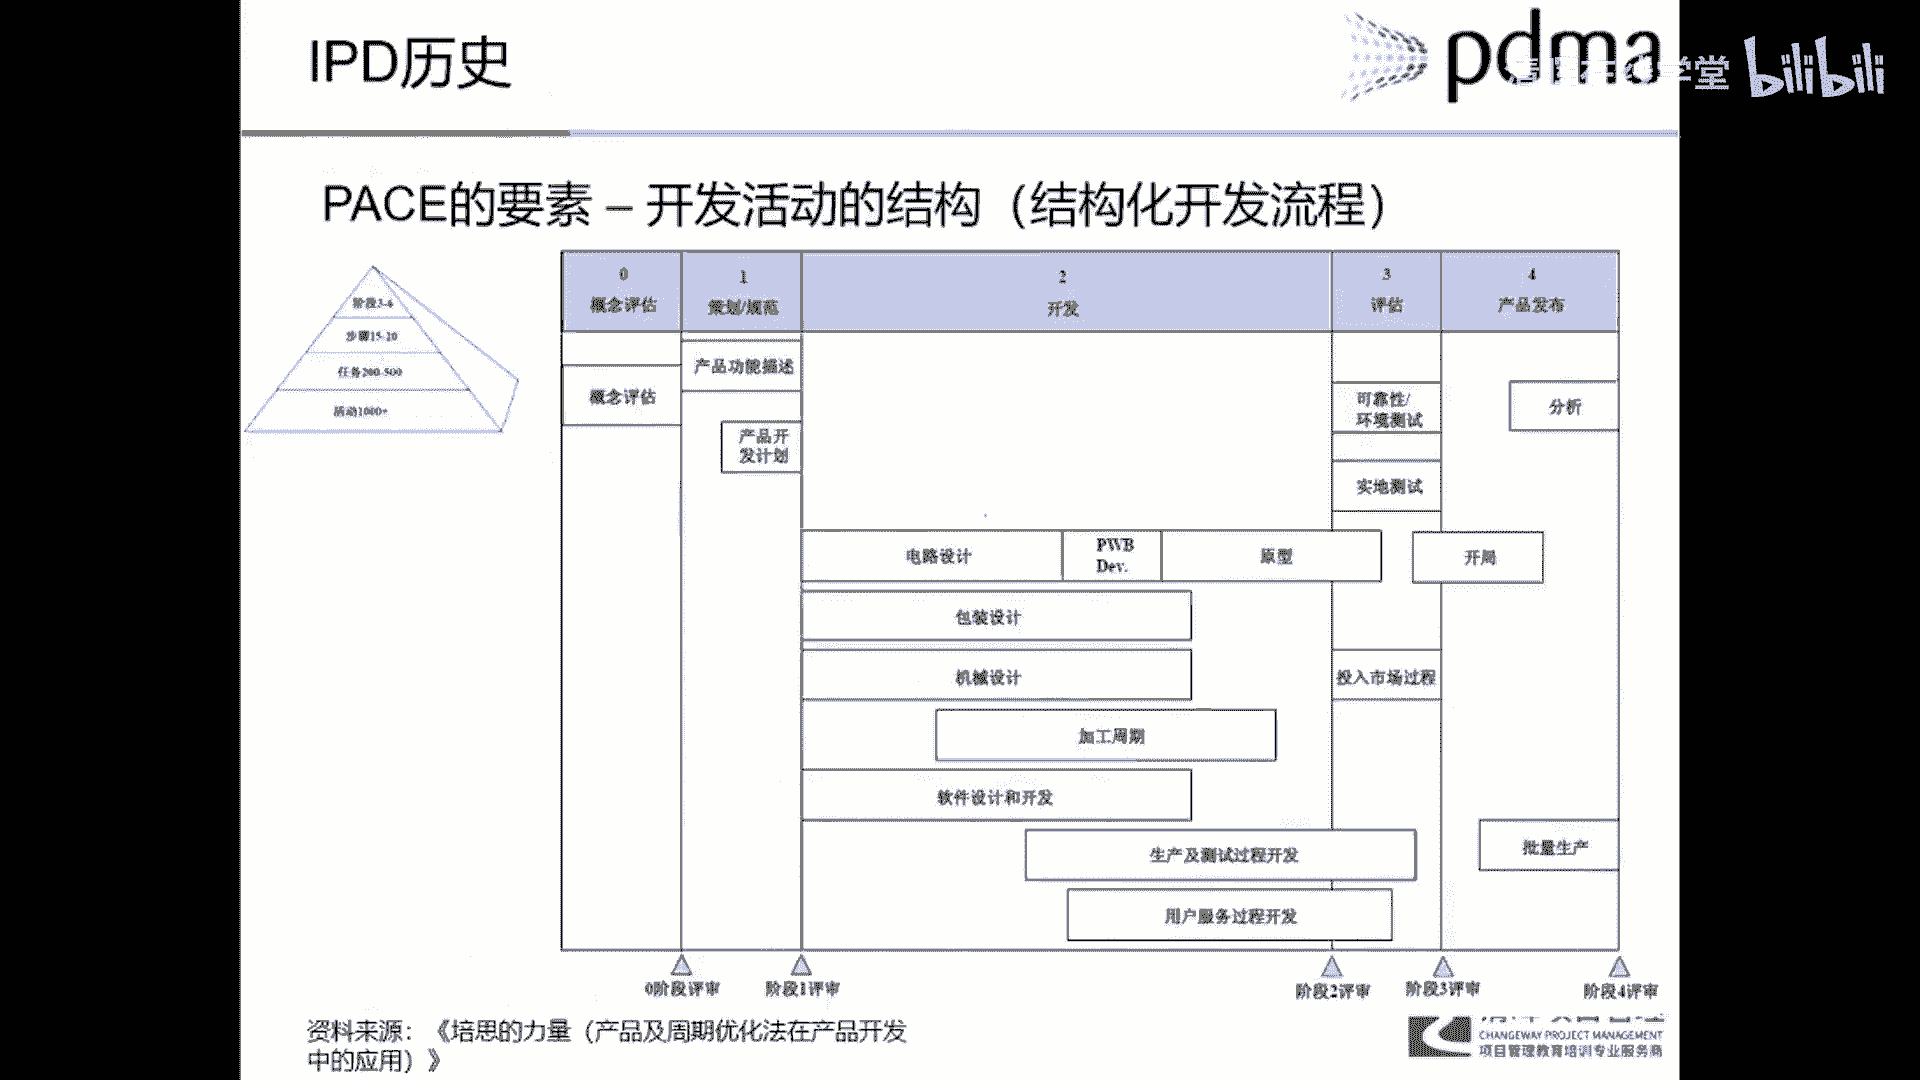 IPD历史
pdma
学堂 bilibili
PACE的要素 – 开发活动的结构（结构化开发流程）
阶段3-6
步骤15-20
任务200-500
活动1000+
0
概念评估
1
策划/规范
2
开发
3
评估
4
产品发布
概念评估
产品功能描述
产品开
发计划
可靠性/
环境测试
实地测试
分析
电路设计
PWB
Dev.
原型
开局
包装设计
机械设计
投入市场过程
加工周期
软件设计和开发
生产及测试过程开发
批量生产
用户服务过程开发
0阶段评审
阶段1评审
阶段2评审
阶段3评审
阶段4评审
资料来源：《培思的力量（产品及周期优化法在产品开发
中的应用）》
CHANGEWAY PROJECT MANAGEMENT
项目管理教育培训专业服务商